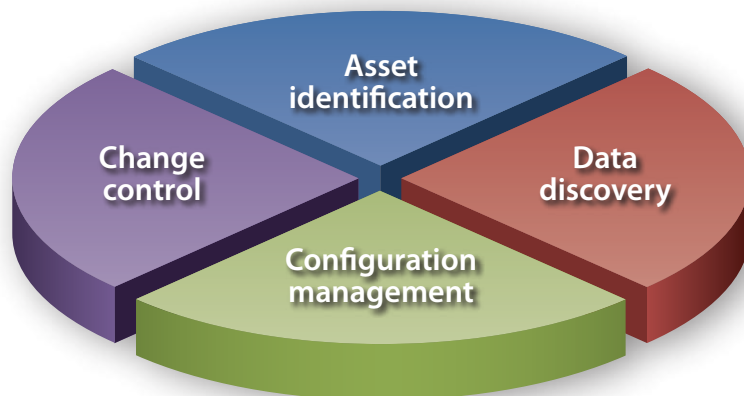 Asset
identification
Change
control
Data
discovery
Configuration
management